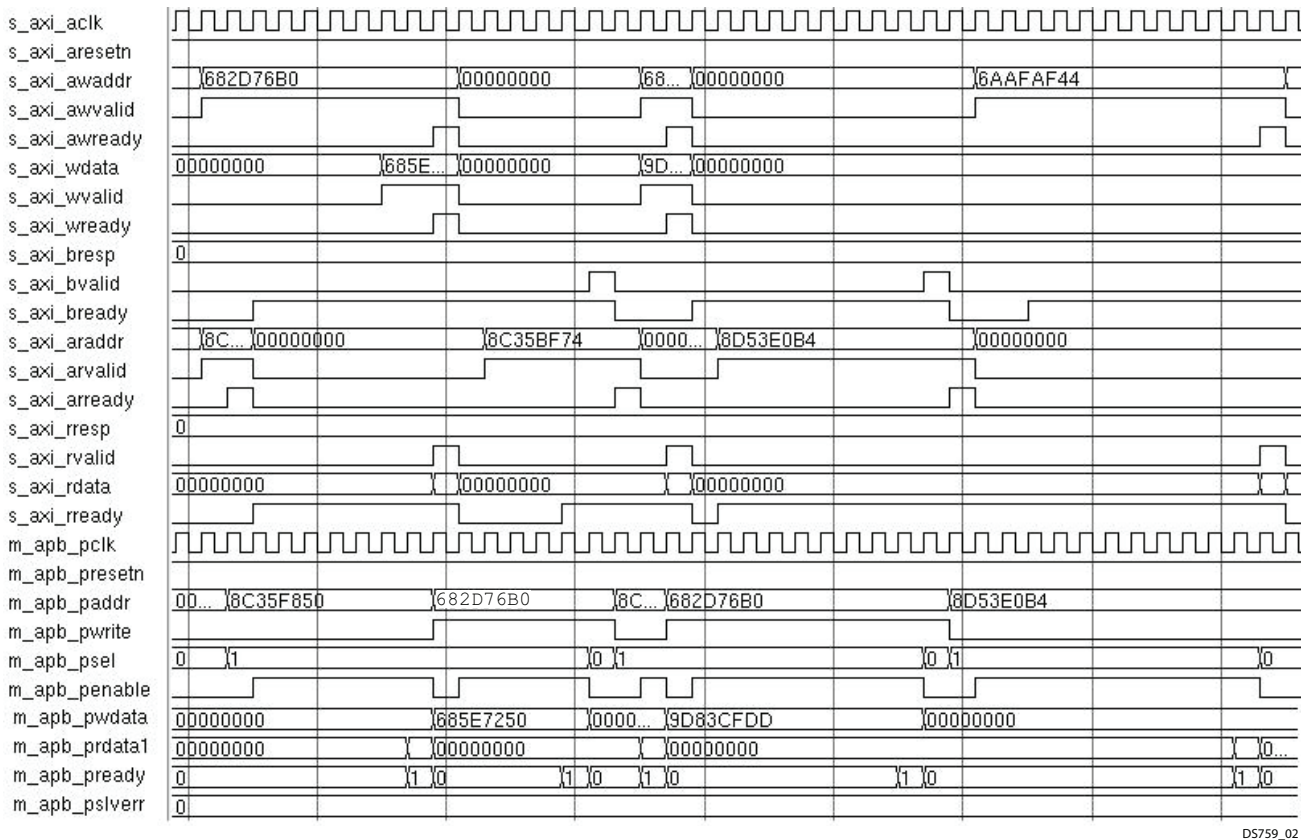 s_axi_aclk
s_axi_aresetn
s_axi_awaddr 682D76B0 00000000 68... 00000000 6AAFAF44
s_axi_awvalid
s_axi_awready
s_axi_wdata 00000000 685E... 00000000 9D... 00000000
s_axi_wvalid
s_axi_wready
s_axi_bresp 0
s_axi_bvalid
s_axi_bready
s_axi_araddr 8C... 00000000 8C35BF74 0000... 8D53E0B4 00000000
s_axi_arvalid
s_axi_arready
s_axi_rresp 0
s_axi_rvalid
s_axi_rdata 00000000 00000000 00000000
s_axi_rready
m_apb_pclk
m_apb_presetn
m_apb_paddr 00... 8C35F850 682D76B0 8C... 682D76B0 8D53E0B4
m_apb_pwrite
m_apb_psel 0 1 0 1 0 1 0
m_apb_penable
m_apb_pwdata 00000000 685E7250 0000... 9D83CFDD 00000000
m_apb_prdata1 00000000 00000000 00000000 0...
m_apb_pready 0 1 0 1 0 1 0 1 0 1 0
m_apb_pslverr 0
DS759_02